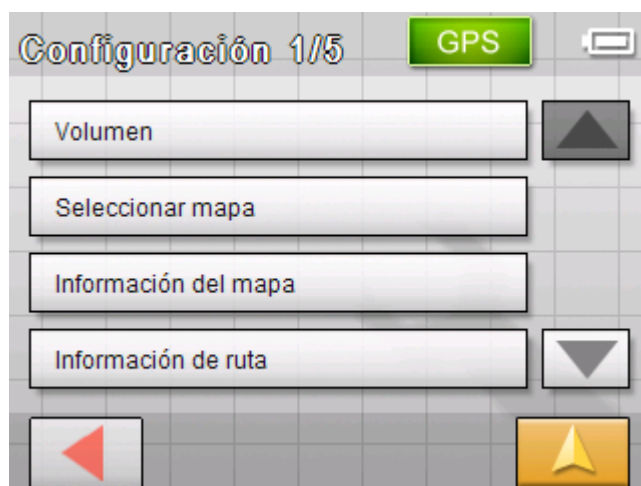 Configuración 1/5
GPS
Volumen
Seleccionar mapa
Información del mapa
Información de ruta